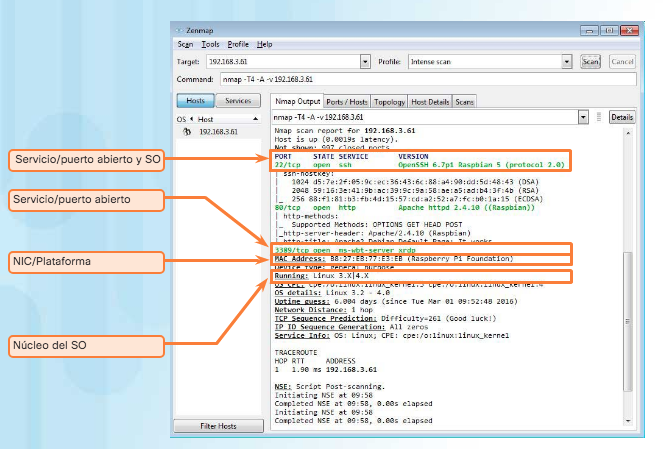 Zenmap
Scan Tools Profile Help
Target: 192.168.3.61 Profile: Intense scan Scan Cancel
Command: nmap -T4 -A -v 192.168.3.61
Hosts Services
OS Host
192.168.3.61
Filter Hosts
Nmap Output Ports / Hosts Topology Host Details Scans
nmap -T4 -A -v 192.168.3.61 Details
Nmap scan report for 192.168.3.61
Host is up (0.0019s latency).
Not shown: 997 closed ports
PORT STATE SERVICE VERSION
22/tcp open ssh OpenSSH 6.7p1 Raspbian 5 (protocol 2.0)
| ssh-hostkey:
| 1024 d5:7e:2f:05:9c:ec:36:43:6c:88:a4:90:dd:5d:48:43 (DSA)
| 2048 59:16:3e:41:9b:ac:39:9c:9a:58:ae:a5:ad:b4:3f:4b (RSA)
|_ 256 88:f1:81:b3:fb:4d:15:57:cd:a2:52:a7:fc:b0:1a:15 (ECDSA)
80/tcp open http Apache httpd 2.4.10 ((Raspbian))
| http-methods:
|_ Supported Methods: OPTIONS GET HEAD POST
|_http-server-header: Apache/2.4.10 (Raspbian)
|_http-title: Apache2 Debian Default Page: It works
3389/tcp open ms-wbt-server xrdp
MAC Address: B8:27:EB:77:E3:EB (Raspberry Pi Foundation)
Device type: general purpose
Running: Linux 3.X|4.X
OS CPE: cpe:/o:linux:linux_kernel:3 cpe:/o:linux:linux_kernel:4
OS details: Linux 3.2 - 4.0
Uptime guess: 6.004 days (since Tue Mar 01 09:52:48 2016)
Network Distance: 1 hop
TCP Sequence Prediction: Difficulty=261 (Good luck!)
IP ID Sequence Generation: All zeros
Service Info: OS: Linux; CPE: cpe:/o:linux:linux_kernel
TRACEROUTE
HOP RTT ADDRESS
1 1.90 ms 192.168.3.61
NSE: Script Post-scanning.
Initiating NSE at 09:58
Completed NSE at 09:58, 0.00s elapsed
Initiating NSE at 09:58
Completed NSE at 09:58, 0.00s elapsed
Servicio/puerto abierto y SO
Servicio/puerto abierto
NIC/Plataforma
Núcleo del SO